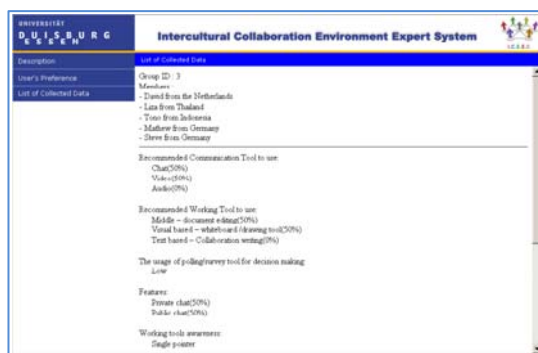 UNIVERSITÄT
DUISBURG
ESSEN
Intercultural Collaboration Environment Expert System
Description
User's Preference
List of Collected Data
List of Collected Data
Group ID : 3
Members :
- David from the Netherlands
- Liza from Thailand
- Tono from Indonesia
- Mathew from Germany
- Steve from Germany
Recommended Communication Tool to use:
Chat(50%)
Video(50%)
Audio(0%)
Recommended Working Tool to use:
Middle – document editing(50%)
Visual based – whiteboard /drawing tool(50%)
Text based – Collaboration writing(0%)
The usage of polling/survey tool for decision making:
Low
Features:
Private chat(50%)
Public chat(50%)
Working tools awareness:
Single pointer